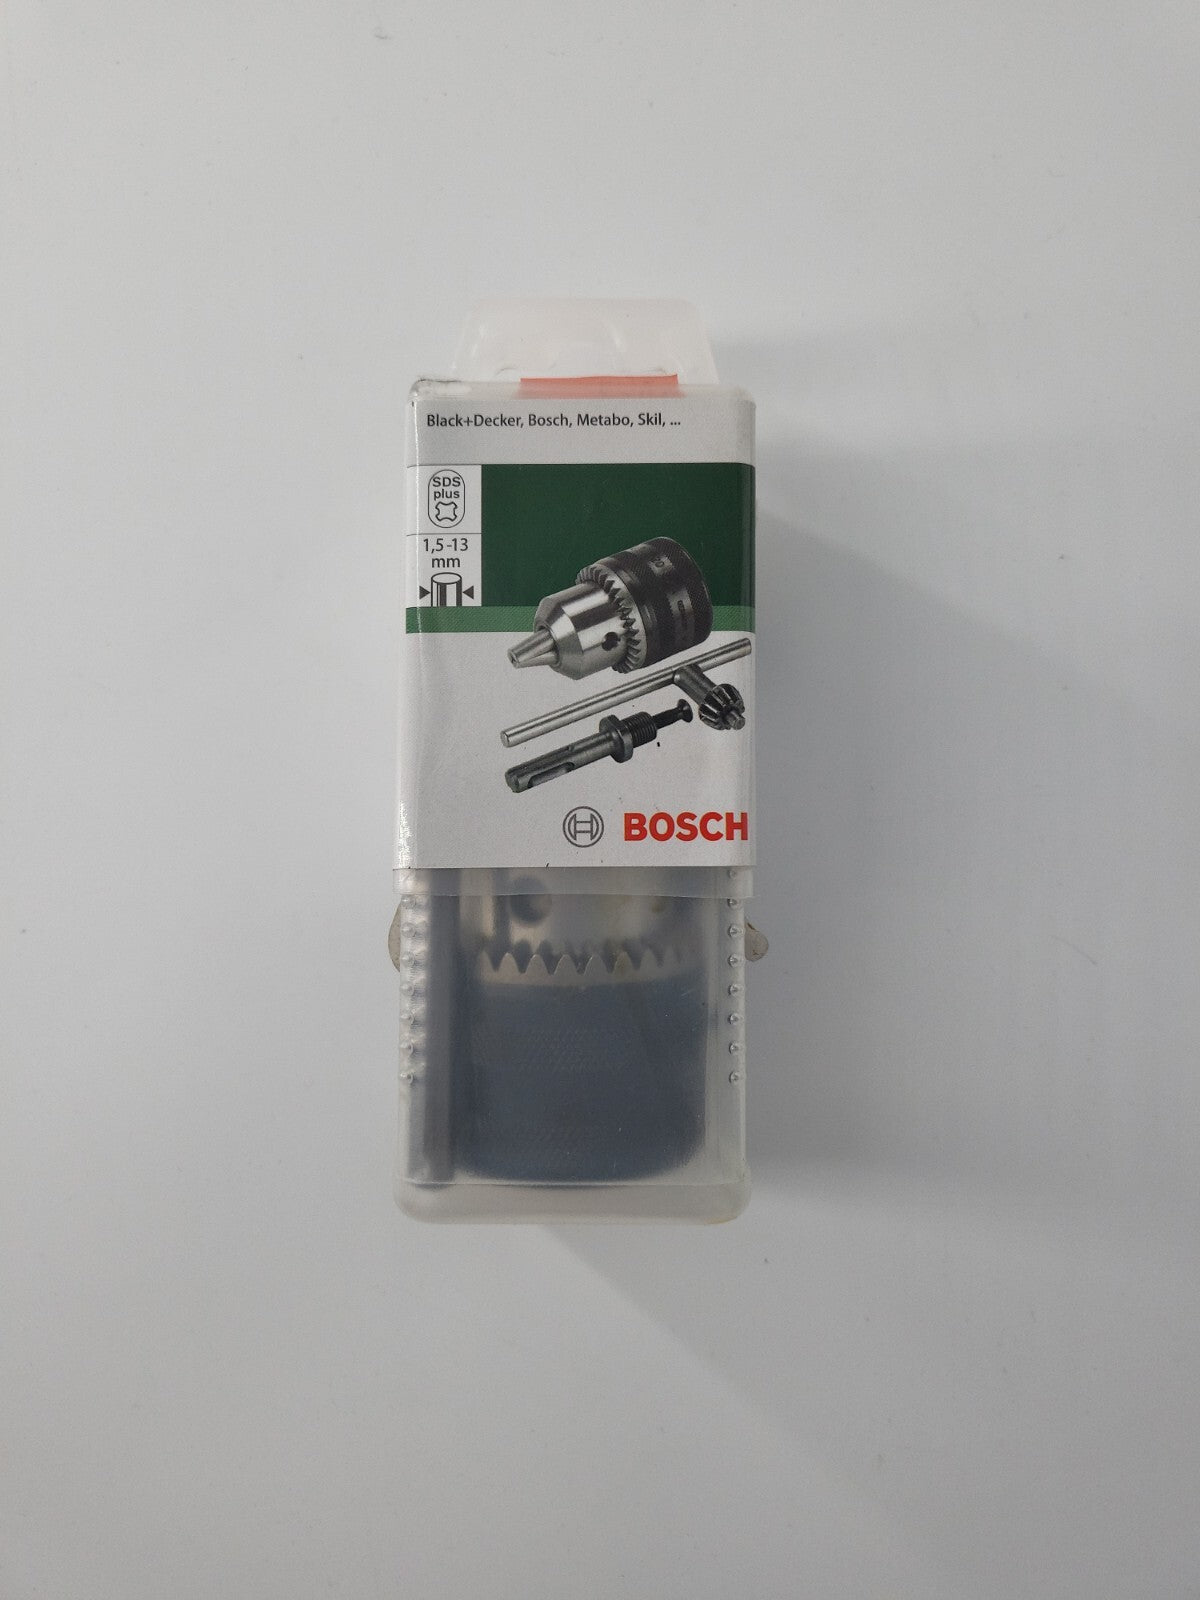 Black+Decker, Bosch, Metabo, Skil, ...
SDS
plus
1,5-13
mm
BOSCH